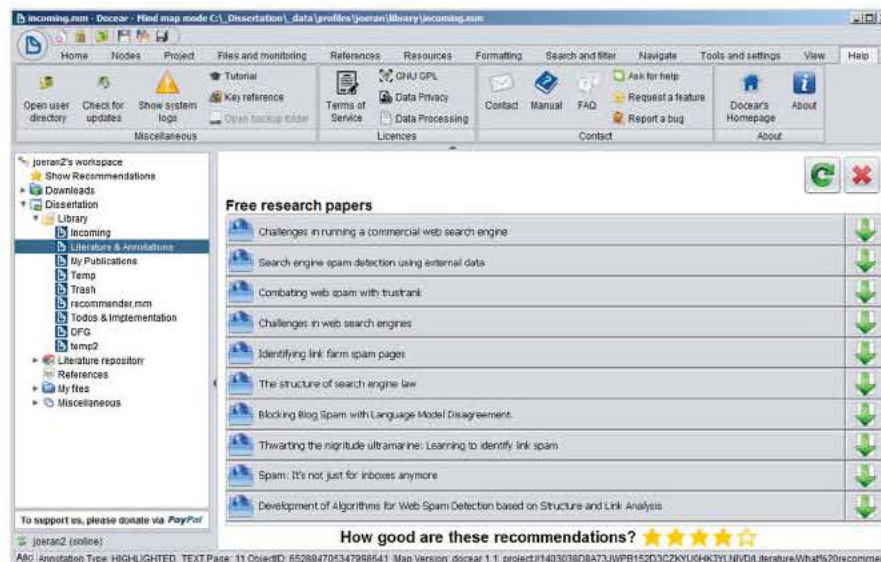 incoming.mm - Docear - Mind map mode C:\_Dissertation\_data\profiles\joeran\library\incoming.mm
Home Nodes Project Files and monitoring References Resources Formatting Search and filter Navigate Tools and settings View Help
Open user directory
Check for updates
Show system logs
Tutorial
Key reference
Open backup folder
Miscellaneous
Terms of Service
GNU GPL
Data Privacy
Data Processing
Licences
Contact
Manual
FAQ
Ask for help
Request a feature
Report a bug
Contact
Docear's Homepage
About
About
joeran2's workspace
Show Recommendations
Downloads
Dissertation
Library
Incoming
Literature & Annotations
My Publications
Temp
Trash
recommender.mm
Todos & Implementation
DFG
temp2
Literature repository
References
My files
Miscellaneous
To support us, please donate via PayPal
joeran2 (online)
Free research papers
Challenges in running a commercial web search engine
Search engine spam detection using external data
Combating web spam with trustrank
Challenges in web search engines
Identifying link farm spam pages
The structure of search engine law
Blocking Blog Spam with Language Model Disagreement.
Thwarting the nigritude ultramarine: Learning to identify link spam
Spam: It's not just for inboxes anymore
Development of Algorithms for Web Spam Detection based on Structure and Link Analysis
How good are these recommendations?
Annotation Type: HIGHLIGHTED_TEXT Page: 11 ObjectID: 652884705347998641 Map Version: docear 1.1